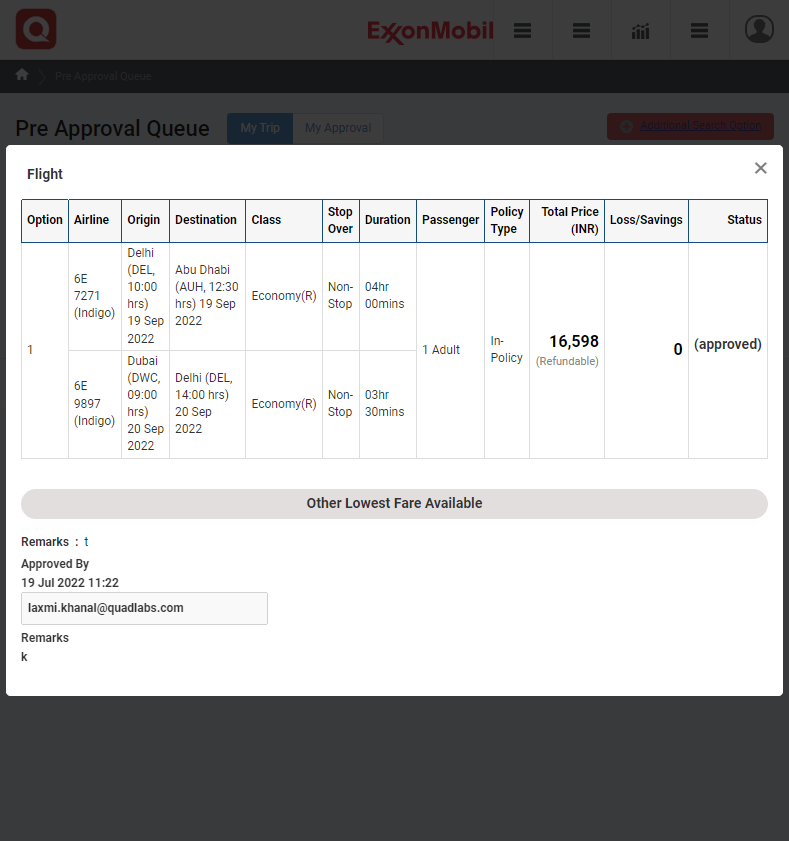 ExxonMobil
Pre Approval Queue
Pre Approval Queue
My Trip
My Approval
Additional Search Option
Flight
Option Airline Origin Destination Class Stop Over Duration Passenger Policy Type Total Price (INR) Loss/Savings Status
1
6E 7271 (Indigo)
Delhi (DEL, 10:00 hrs) 19 Sep 2022
Abu Dhabi (AUH, 12:30 hrs) 19 Sep 2022
Economy(R)
Non-Stop
04hr 00mins
1 Adult
In-Policy
16,598
(Refundable)
0
(approved)
6E 9897 (Indigo)
Dubai (DWC, 09:00 hrs) 20 Sep 2022
Delhi (DEL, 14:00 hrs) 20 Sep 2022
Economy(R)
Non-Stop
03hr 30mins
Other Lowest Fare Available
Remarks : t
Approved By
19 Jul 2022 11:22
laxmi.khanal@quadlabs.com
Remarks
k